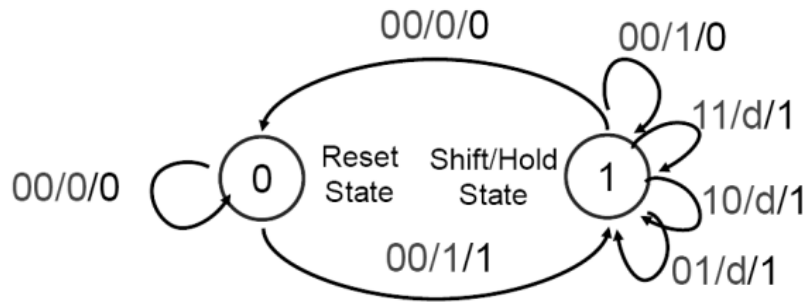 00/0/0
00/1/0
11/d/1
Reset
State
Shift/Hold
State
0
1
00/0/0
10/d/1
00/1/1
01/d/1